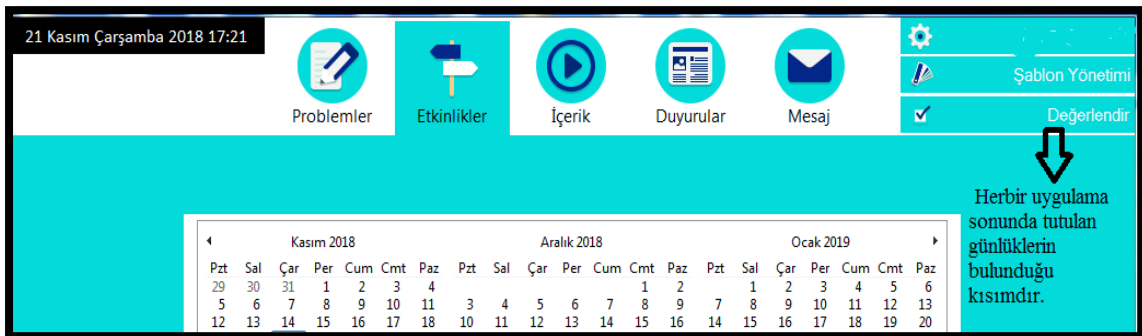 21 Kasım Çarşamba 2018 17:21
Problemler
Etkinlikler
İçerik
Duyurular
Mesaj
Şablon Yönetimi
Değerlendir
Herbir uygulama
sonunda tutulan
günlüklerin
bulunduğu
kısımdır.
Kasım 2018 Aralık 2018 Ocak 2019
Pzt Sal Çar Per Cum Cmt Paz Pzt Sal Çar Per Cum Cmt Paz Pzt Sal Çar Per Cum Cmt Paz
29 30 31 1 2 3 4 1 2 1 2 3 4 5 6
5 6 7 8 9 10 11 3 4 5 6 7 8 9 7 8 9 10 11 12 13
12 13 14 15 16 17 18 10 11 12 13 14 15 16 14 15 16 17 18 19 20